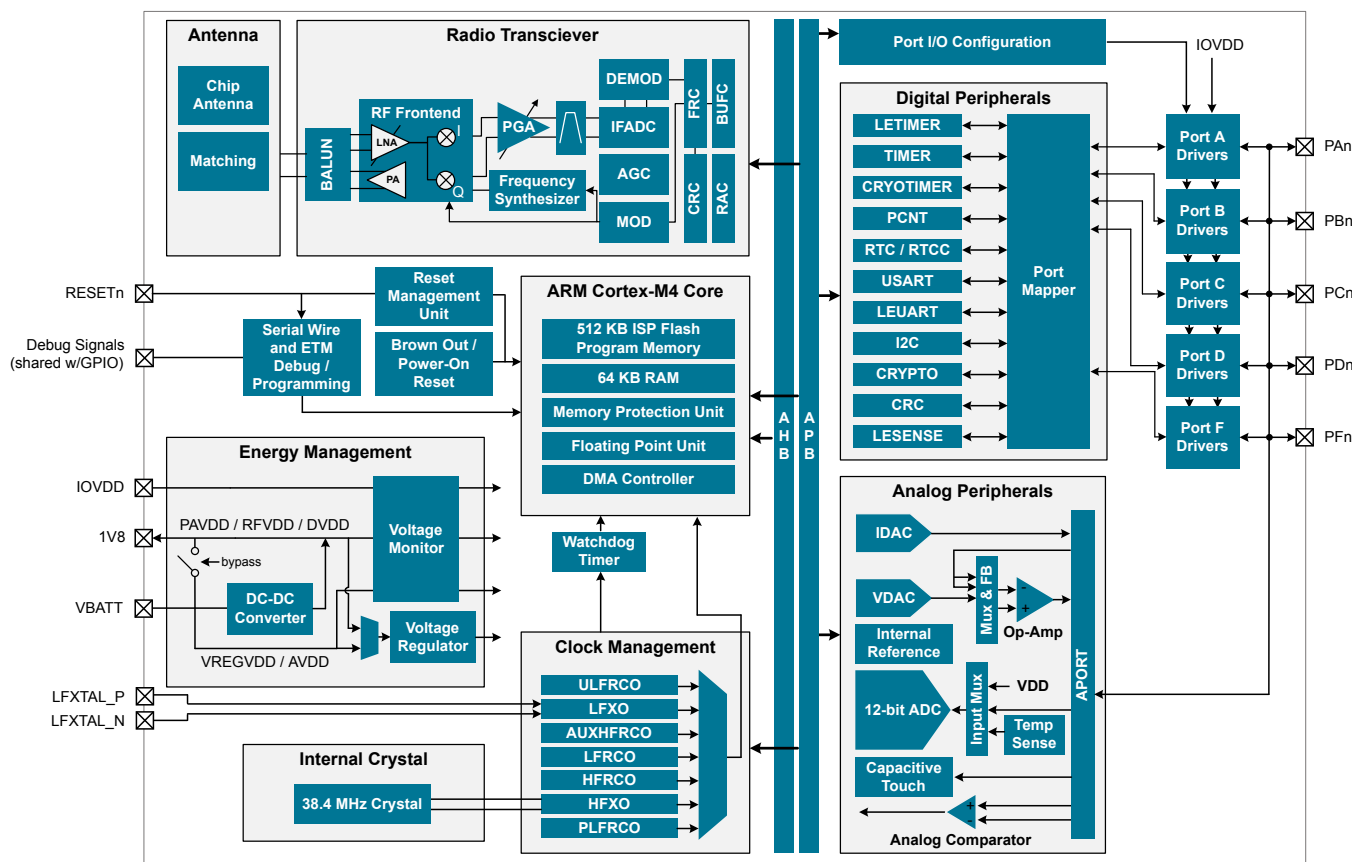 Antenna
Chip
Antenna
Matching
Radio Transciever
BALUN
RF Frontend
LNA
PA
I
Q
PGA
DEMOD
IFADC
AGC
MOD
Frequency
Synthesizer
FRC
BUFC
CRC
RAC
RESETn
Debug Signals
(shared w/GPIO)
Reset
Management
Unit
Serial Wire
and ETM
Debug /
Programming
Brown Out /
Power-On
Reset
ARM Cortex-M4 Core
512 KB ISP Flash
Program Memory
64 KB RAM
Memory Protection Unit
Floating Point Unit
DMA Controller
Watchdog
Timer
Energy Management
IOVDD
1V8
VBATT
PAVDD / RFVDD / DVDD
bypass
DC-DC
Converter
Voltage
Monitor
Voltage
Regulator
VREGVDD / AVDD
LFXTAL_P
LFXTAL_N
Internal Crystal
38.4 MHz Crystal
Clock Management
ULFRCO
LFXO
AUXHFRCO
LFRCO
HFRCO
HFXO
PLFRCO
AHB
APB
Port I/O Configuration
IOVDD
Digital Peripherals
LETIMER
TIMER
CRYOTIMER
PCNT
RTC / RTCC
USART
LEUART
I2C
CRYPTO
CRC
LESENSE
Port
Mapper
Port A
Drivers
Port B
Drivers
Port C
Drivers
Port D
Drivers
Port F
Drivers
PAn
PBn
PCn
PDn
PFn
Analog Peripherals
IDAC
VDAC
Mux & FB
-
+
Op-Amp
Internal
Reference
12-bit ADC
Input Mux
VDD
Temp
Sense
Capacitive
Touch
+
-
Analog Comparator
APORT